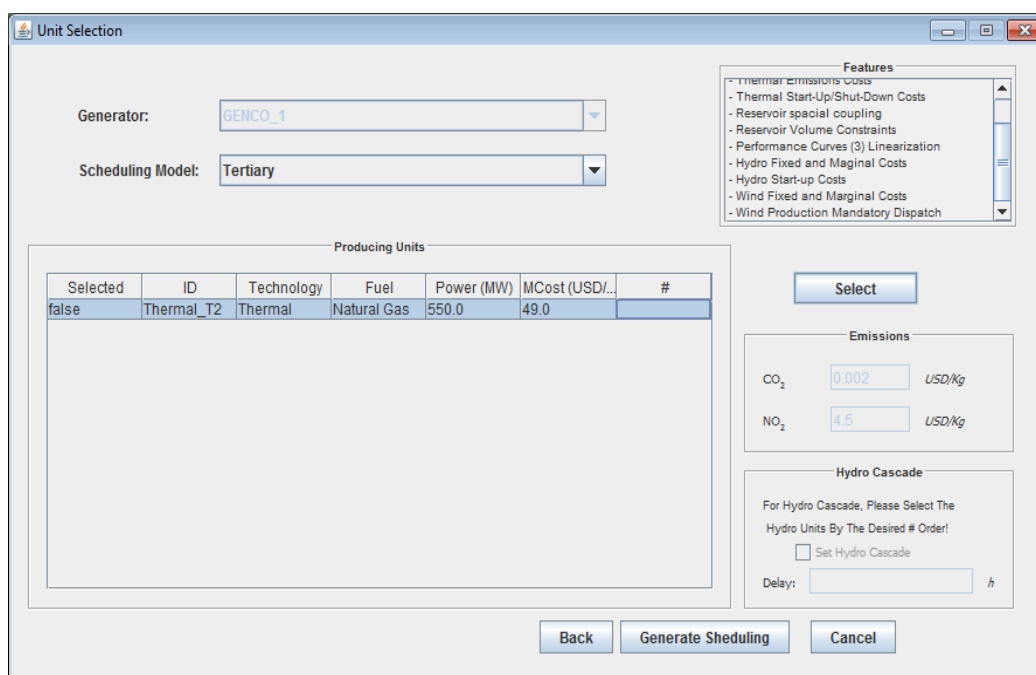 Unit Selection
Generator:
GENCO_1
Scheduling Model:
Tertiary
Features
- Thermal Emissions Costs
- Thermal Start-Up/Shut-Down Costs
- Reservoir spacial coupling
- Reservoir Volume Constraints
- Performance Curves (3) Linearization
- Hydro Fixed and Maginal Costs
- Hydro Start-up Costs
- Wind Fixed and Marginal Costs
- Wind Production Mandatory Dispatch
Producing Units
Selected ID Technology Fuel Power (MW) MCost (USD/... #
false Thermal_T2 Thermal Natural Gas 550.0 49.0
Select
Emissions
CO2 0.002 USD/Kg
NO2 4.5 USD/Kg
Hydro Cascade
For Hydro Cascade, Please Select The
Hydro Units By The Desired # Order!
Set Hydro Cascade
Delay: h
Back Generate Sheduling Cancel